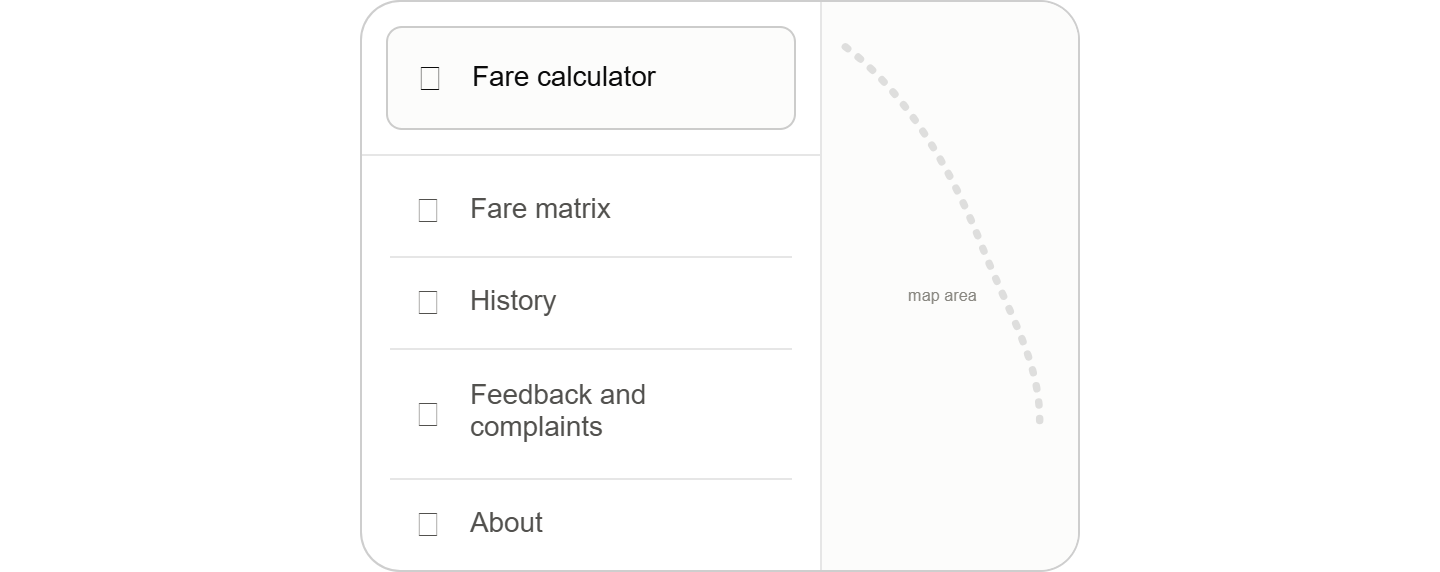 Fare calculator
Fare matrix
History
Feedback and
complaints
About
map area